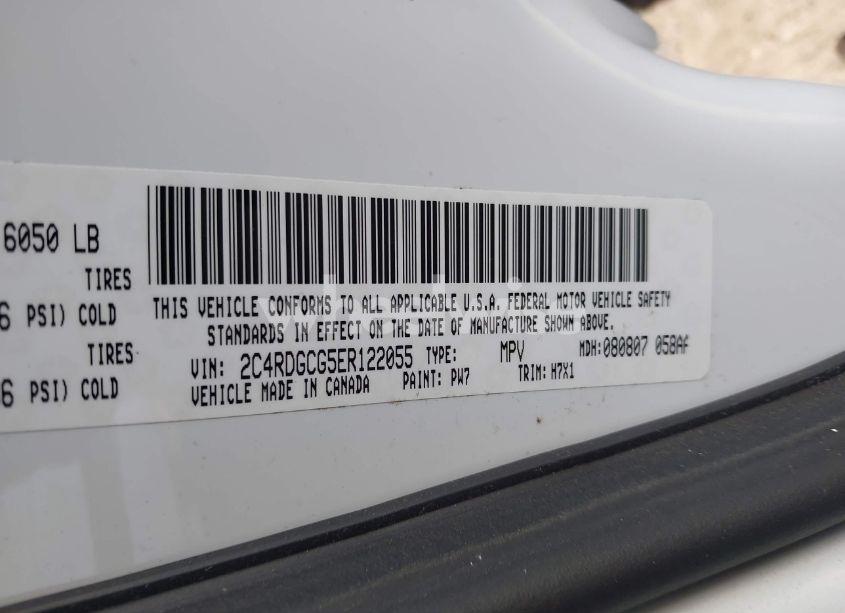 6050 LB
TIRES
6 PSI) COLD
TIRES
6 PSI) COLD
THIS VEHICLE CONFORMS TO ALL APPLICABLE U.S.A. FEDERAL MOTOR VEHICLE SAFETY
STANDARDS IN EFFECT ON THE DATE OF MANUFACTURE SHOWN ABOVE.
VIN: 2C4RDGCG5ER122055 TYPE: MPV MDH:080807 058AF
VEHICLE MADE IN CANADA PAINT: PW7 TRIM: H7X1